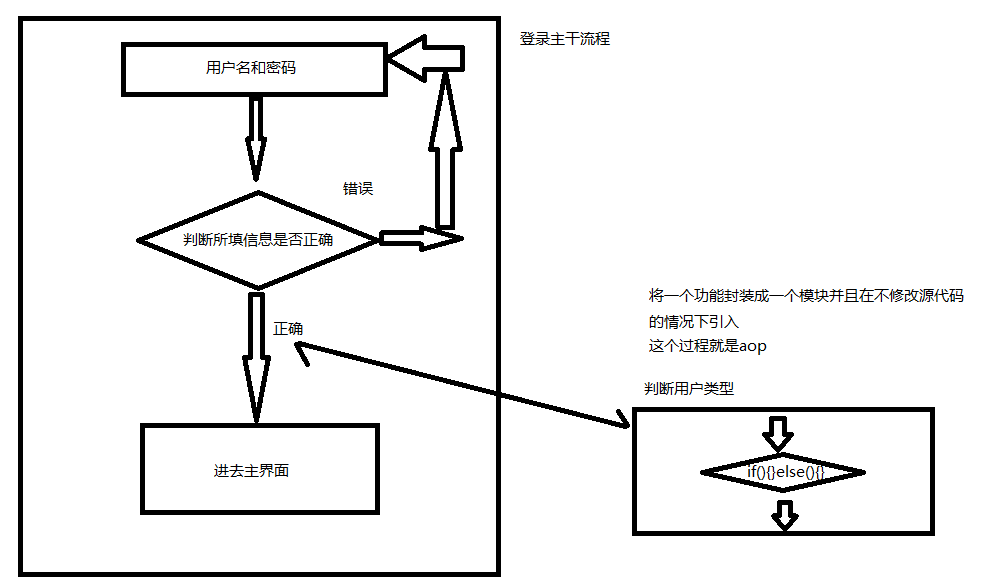 登录主干流程
用户名和密码
错误
判断所填信息是否正确
正确
进去主界面
将一个功能封装成一个模块并且在不修改源代码
的情况下引入
这个过程就是aop
判断用户类型
if(){}else(){}